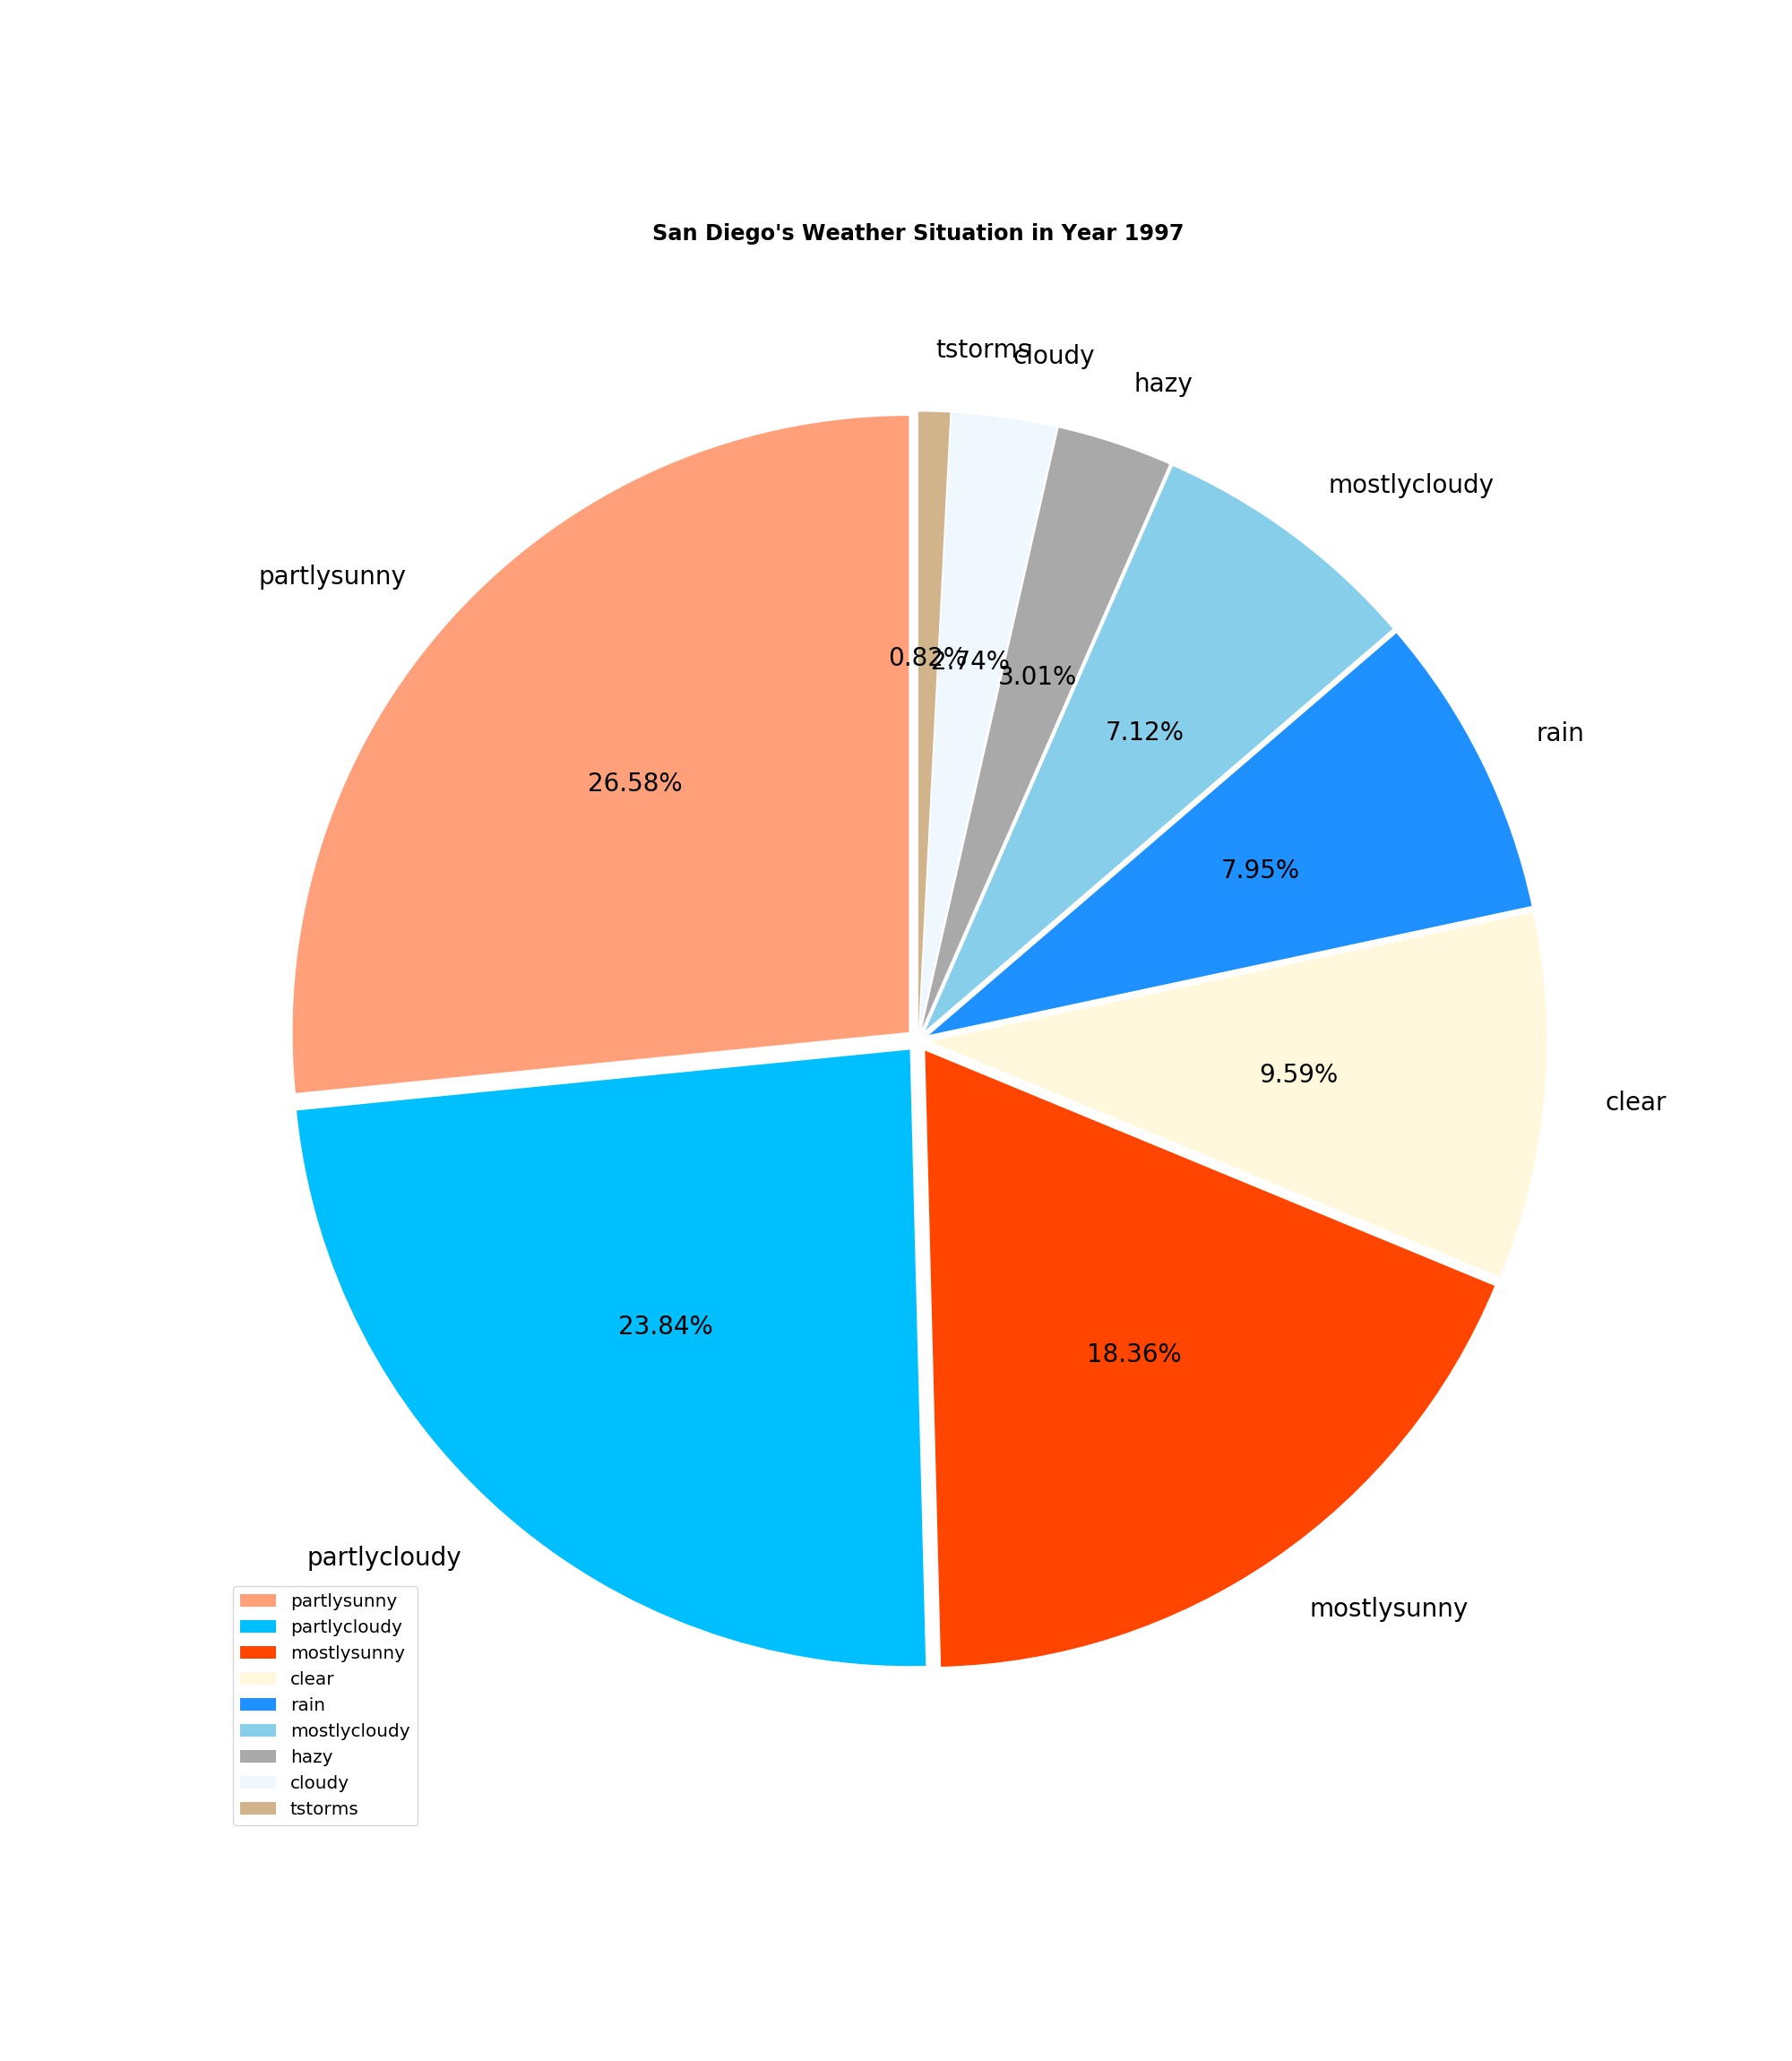 San Diego's Weather Situation in Year 1997
tstorms
cloudy
hazy
mostlycloudy
partlysunny
0.82%
2.74%
3.01%
7.12%
rain
26.58%
7.95%
9.59%
clear
23.84%
18.36%
partlycloudy
mostlysunny
partlysunny
partlycloudy
mostlysunny
clear
rain
mostlycloudy
hazy
cloudy
tstorms